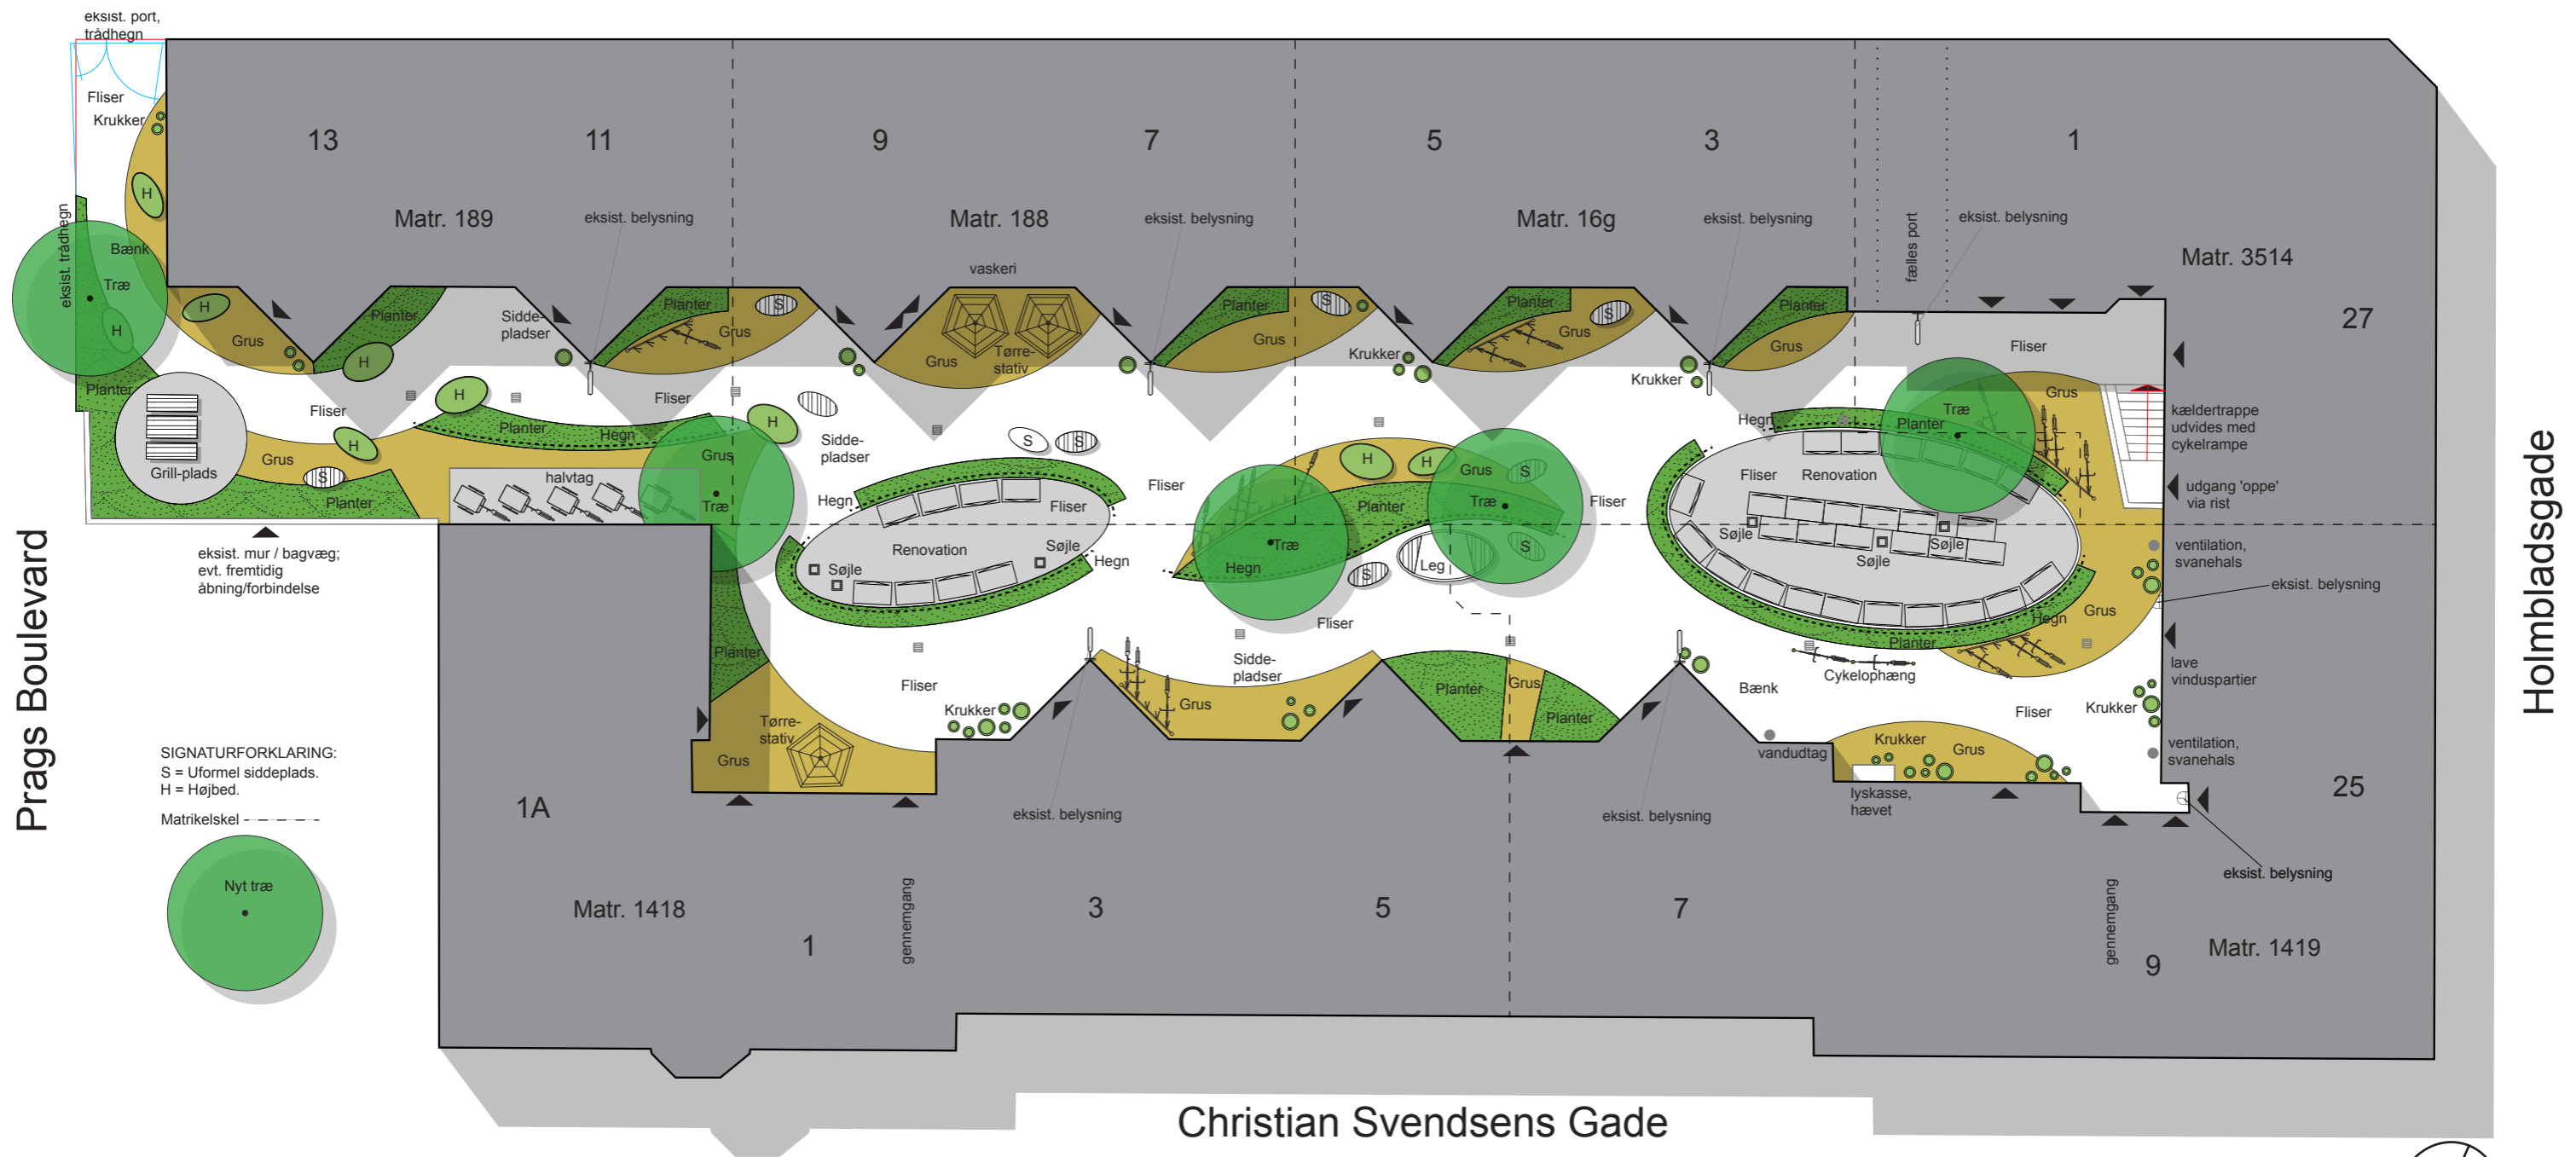 eksist. port,
trådhegn
Fliser
Krukker
13
11
9
7
5
3
1
H
Matr. 189
eksist. belysning
Matr. 188
eksist. belysning
Matr. 16g
eksist. belysning
fælles port
eksist. belysning
Matr. 3514
27
eksist. trådhegn
Bænk
Træ
H
Planter
H
Grus
Planter
H
Sidde-
pladser
Planter
Grus
S
vaskeri
Grus
Tørre-
stativ
Planter
Grus
S
Krukker
Planter
Grus
S
Krukker
Planter
Grus
Fliser
Grus
kældertrappe
udvides med
cykelrampe
udgang 'oppe'
via rist
Grill-plads
Fliser
H
Grus
S
Planter
H
Planter
Hegn
Fliser
halvtag
Grus
Træ
H
Sidde-
pladser
S
S
Hegn
Fliser
Renovation
Søjle
Søjle
Hegn
Fliser
H
H
Grus
S
Planter
Træ
Træ
Hegn
Leg
S
S
Fliser
Fliser
Hegn
Planter
Træ
Fliser
Renovation
Søjle
Søjle
Søjle
Hegn
Grus
Planter
Cykelophæng
ventilation,
svanehals
eksist. belysning
lave
vinduspartier
Krukker
ventilation,
svanehals
Prags Boulevard
Holmbladsgade
eksist. mur / bagvæg;
evt. fremtidig
åbning/forbindelse
Planter
Grus
Tørre-
stativ
Fliser
Krukker
Grus
Sidde-
pladser
Planter
Grus
Planter
Bænk
vandudtag
Krukker
Grus
Fliser
lyskasse,
hævet
25
SIGNATURFORKLARING:
S = Uformel siddeplads.
H = Højbed.
Matrikelskel
Nyt træ
1A
eksist. belysning
eksist. belysning
eksist. belysning
Matr. 1418
1
gennemgang
3
5
7
gennemgang
9
Matr. 1419
Christian Svendsens Gade